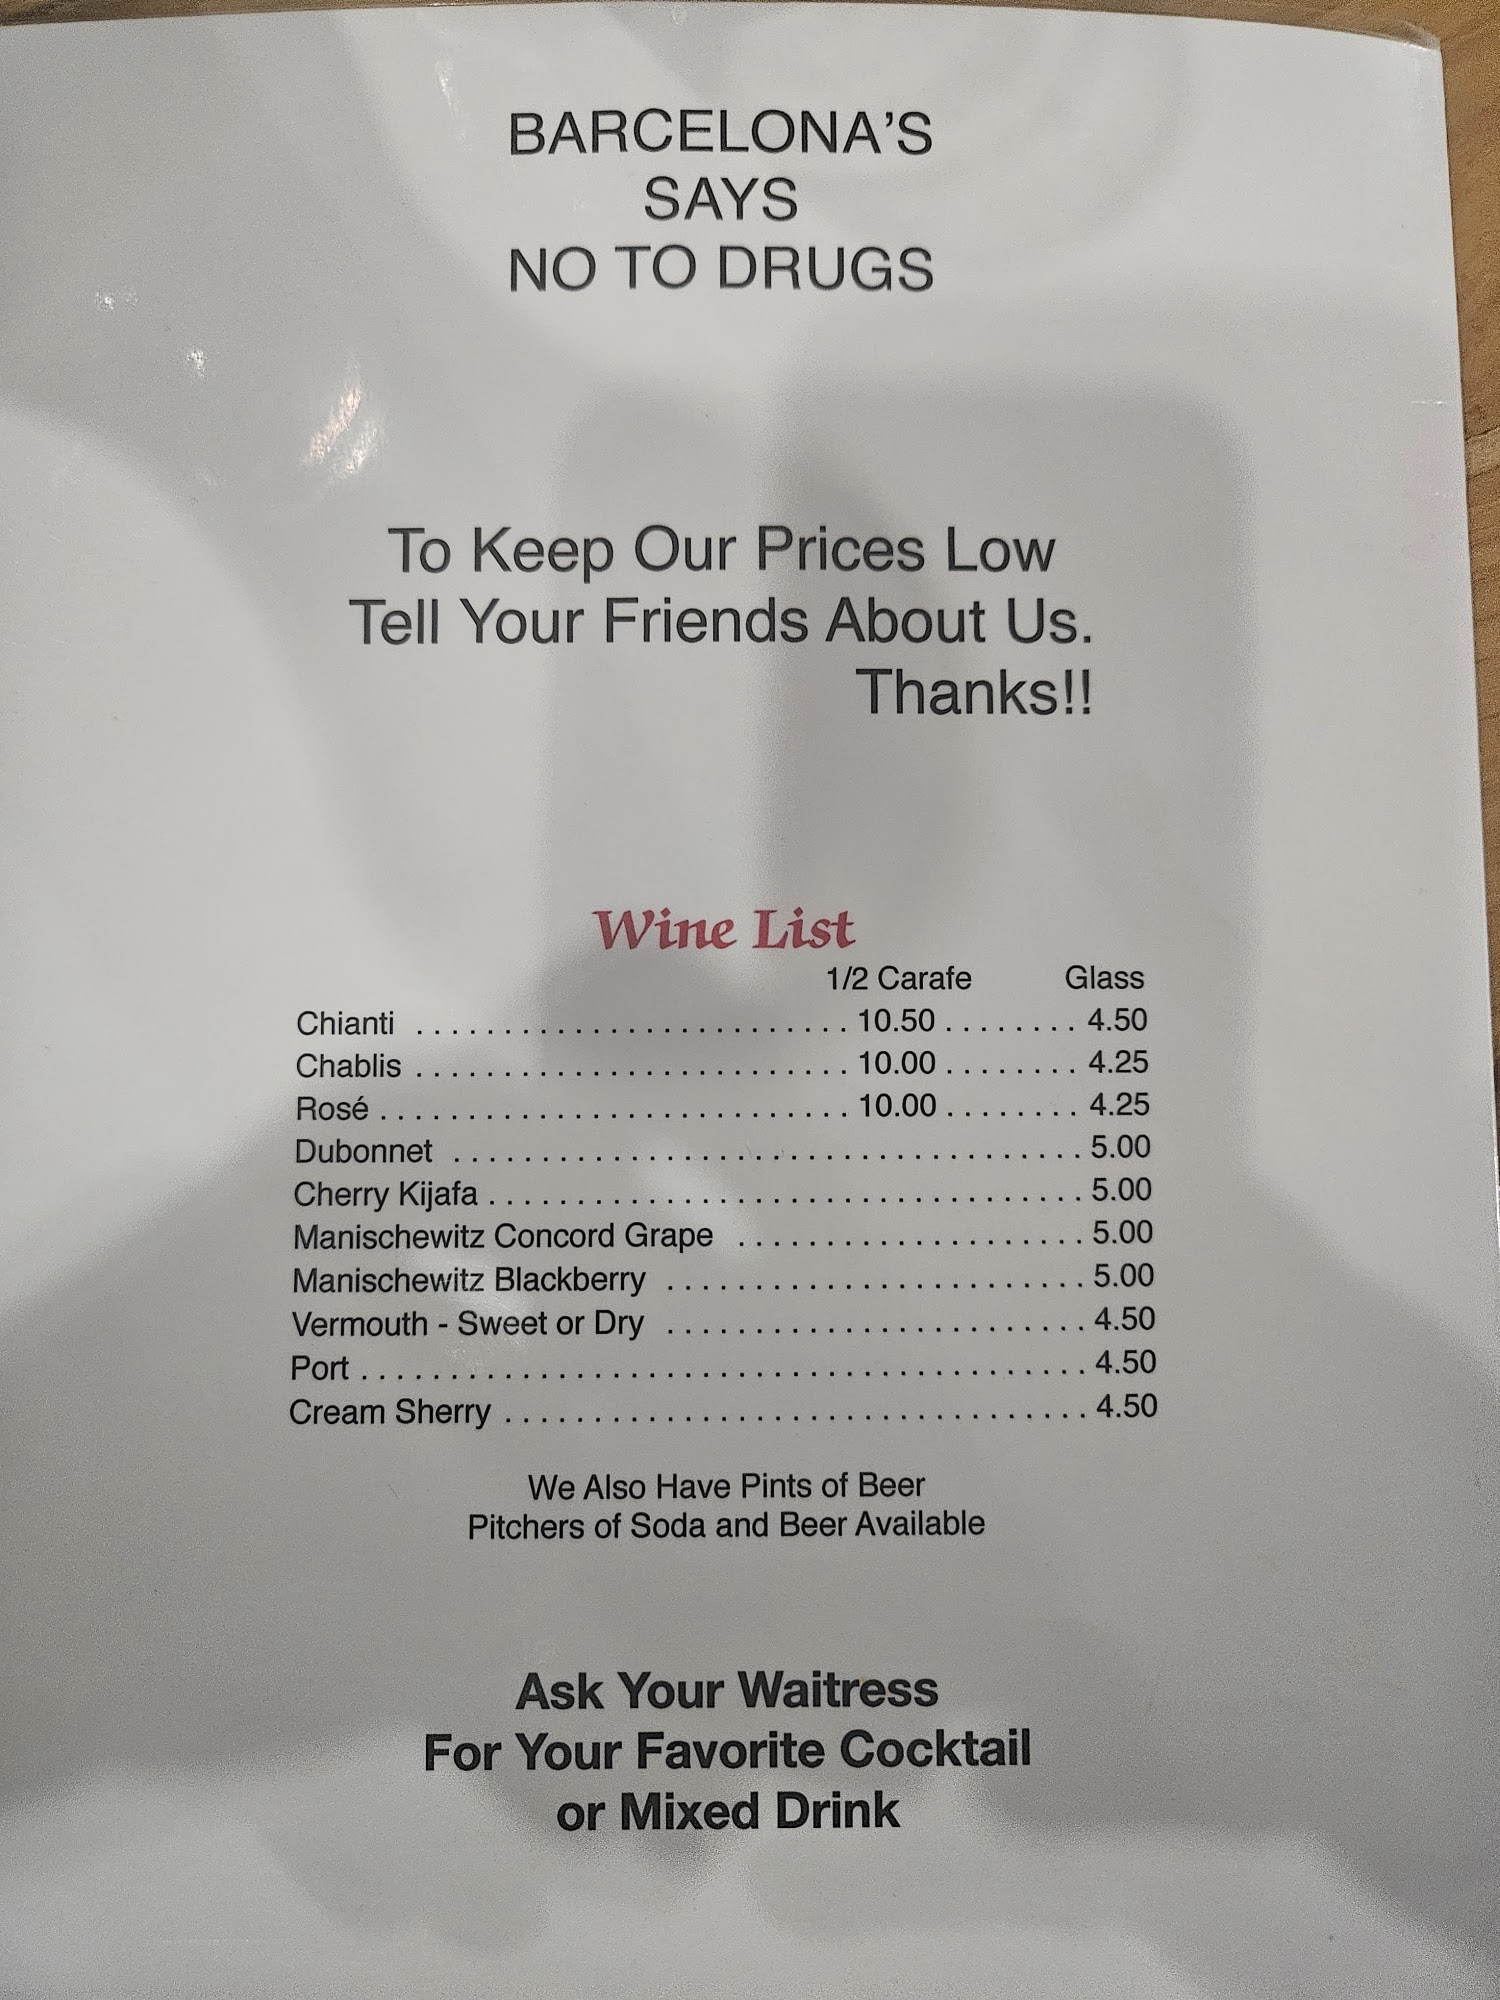 BARCELONA'S
SAYS
NO TO DRUGS
To Keep Our Prices Low
Tell Your Friends About Us.
Thanks!!
Wine List
1/2 Carafe Glass
Chianti . . . . . . . . . . . . . . . . . . . . . . . . . 10.50 . . . . . . . . 4.50
Chablis . . . . . . . . . . . . . . . . . . . . . . . . . 10.00 . . . . . . . . 4.25
Rosé . . . . . . . . . . . . . . . . . . . . . . . . . . . 10.00 . . . . . . . . 4.25
Dubonnet . . . . . . . . . . . . . . . . . . . . . . . . . . . . . . . . . . . . 5.00
Cherry Kijafa . . . . . . . . . . . . . . . . . . . . . . . . . . . . . . . . . . 5.00
Manischewitz Concord Grape . . . . . . . . . . . . . . . . . . . . 5.00
Manischewitz Blackberry . . . . . . . . . . . . . . . . . . . . . . . . 5.00
Vermouth - Sweet or Dry . . . . . . . . . . . . . . . . . . . . . . . . 4.50
Port . . . . . . . . . . . . . . . . . . . . . . . . . . . . . . . . . . . . . . . . . 4.50
Cream Sherry . . . . . . . . . . . . . . . . . . . . . . . . . . . . . . . . . 4.50
We Also Have Pints of Beer
Pitchers of Soda and Beer Available
Ask Your Waitress
For Your Favorite Cocktail
or Mixed Drink